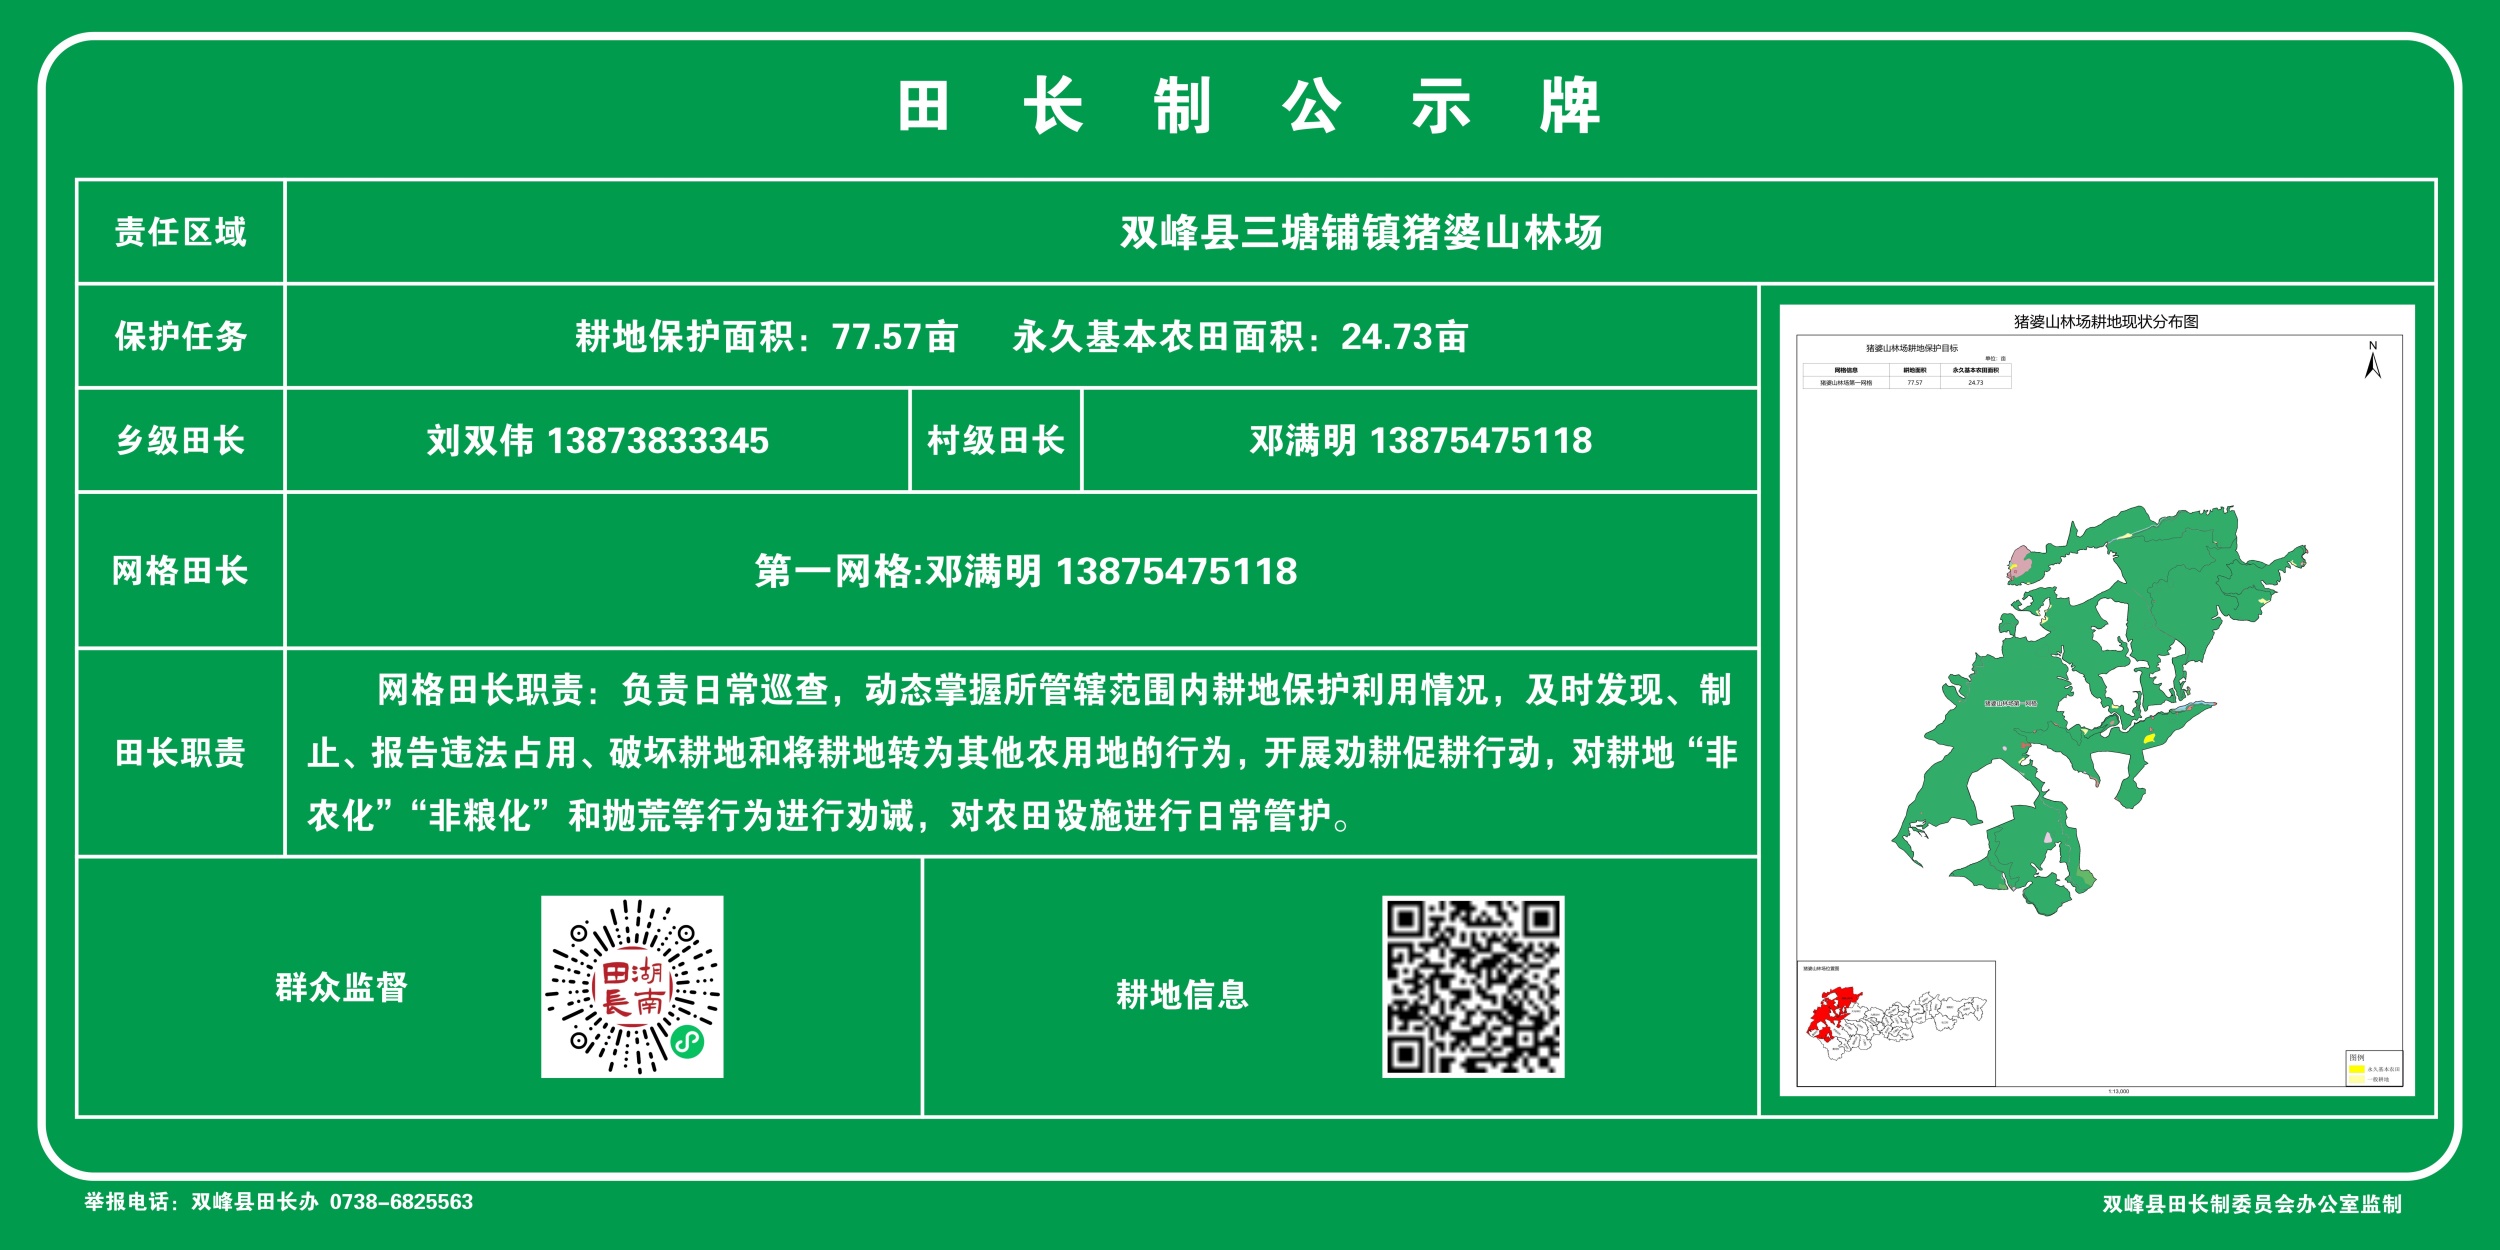 田长制公示牌
责任区域
双峰县三塘铺镇猪婆山林场
保护任务
耕地保护面积：77.57亩 永久基本农田面积：24.73亩
乡级田长
刘双伟 13873833345
村级田长
邓满明 13875475118
网格田长
第一网格:邓满明 13875475118
田长职责
网格田长职责：负责日常巡查，动态掌握所管辖范围内耕地保护利用情况，及时发现、制
止、报告违法占用、破坏耕地和将耕地转为其他农用地的行为，开展劝耕促耕行动，对耕地“非
农化”“非粮化”和抛荒等行为进行劝诫，对农田设施进行日常管护。
群众监督
田湖
長南
耕地信息
猪婆山林场耕地现状分布图
猪婆山林场耕地保护目标
单位：亩
网格信息 耕地面积 永久基本农田面积
猪婆山林场第一网格 77.57 24.73
N
猪婆山林场第一网格
猪婆山林场位置图
图例
永久基本农田
一般耕地
1:13,000
举报电话：双峰县田长办 0738-6825563
双峰县田长制委员会办公室监制